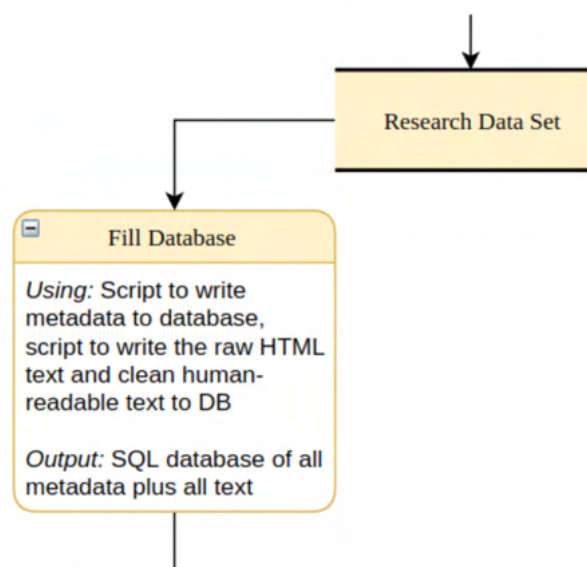 Research Data Set
Fill Database
Using: Script to write
metadata to database,
script to write the raw HTML
text and clean human-
readable text to DB
Output: SQL database of all
metadata plus all text